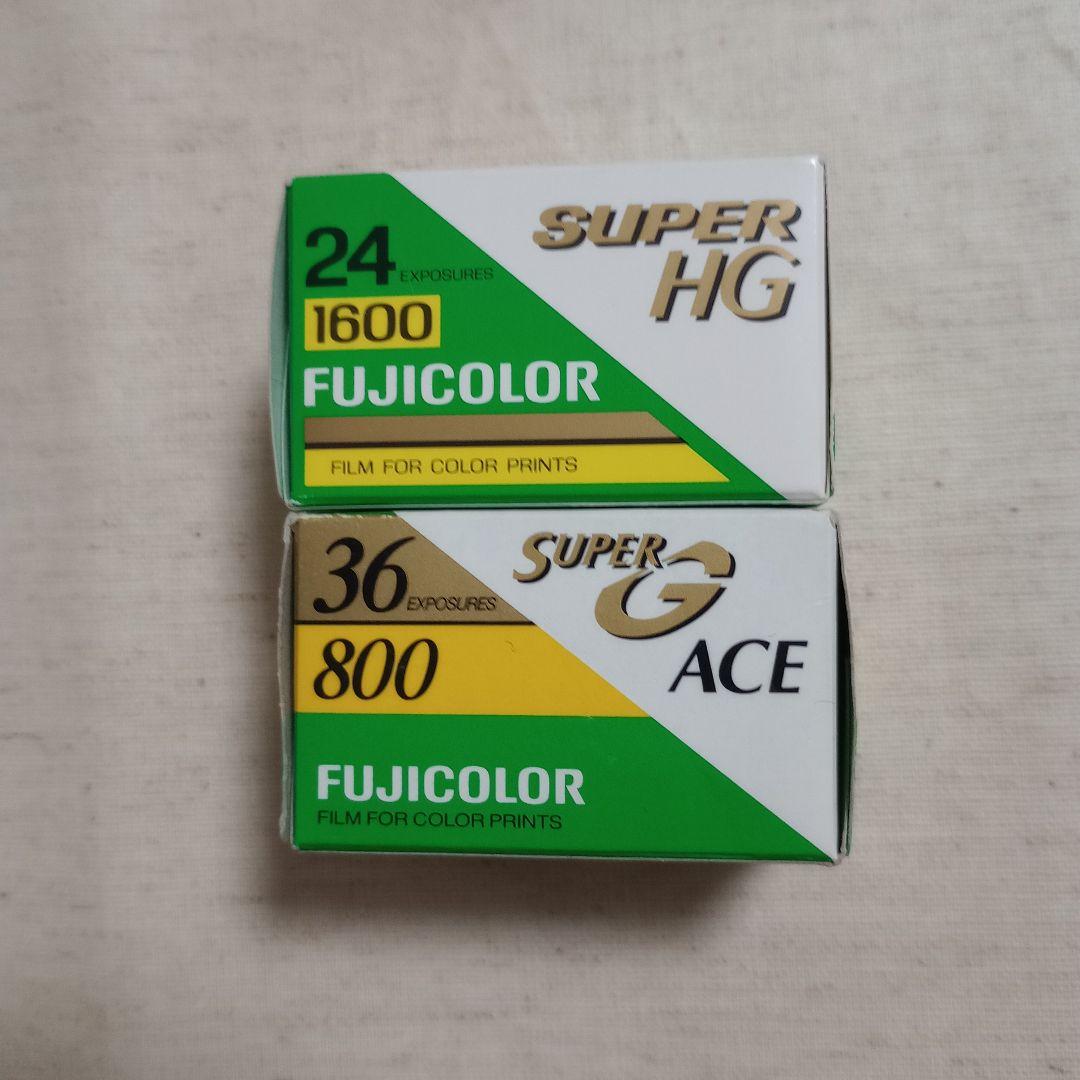 24 EXPOSURES
SUPER
HG
1600
FUJICOLOR
FILM FOR COLOR PRINTS
36 EXPOSURES
SUPER G
ACE
800
FUJICOLOR
FILM FOR COLOR PRINTS